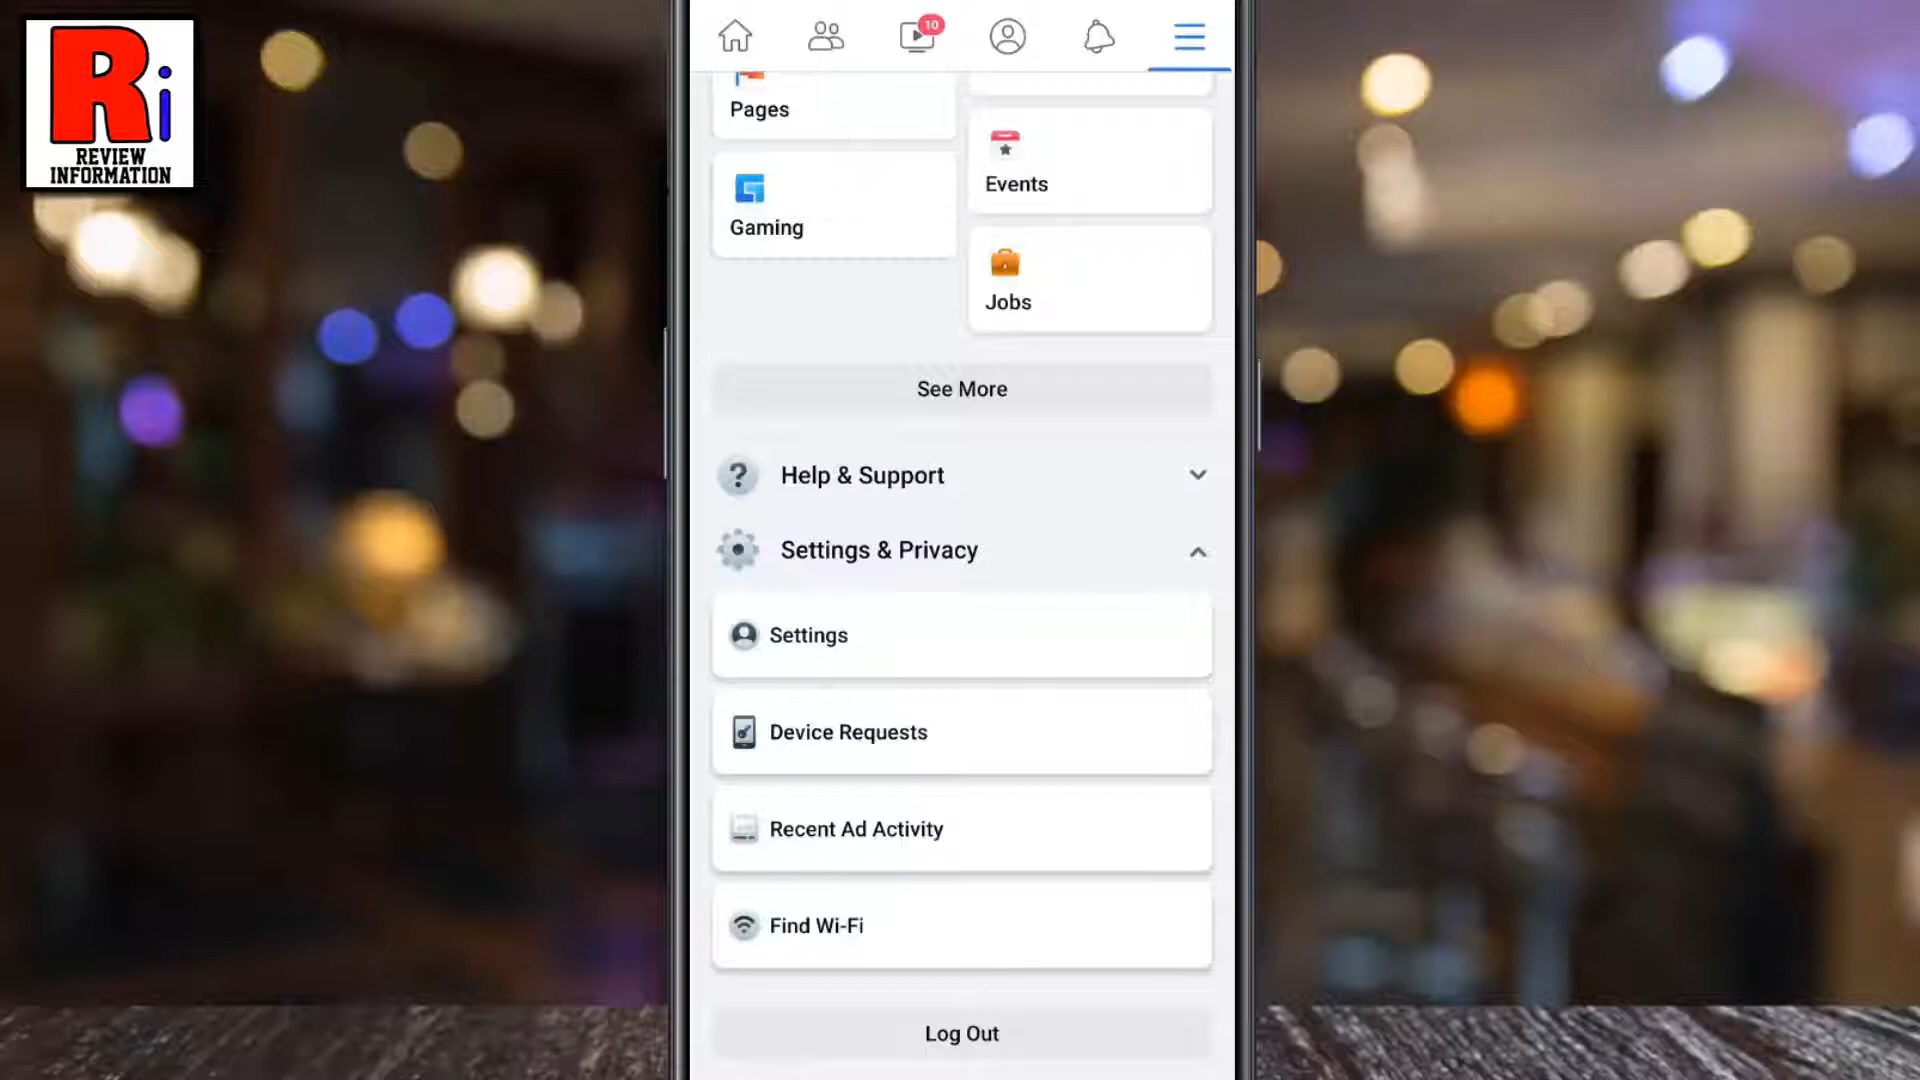 Ri
REVIEW
INFORMATION
10
Pages
Events
Gaming
Jobs
See More
? Help & Support
Settings & Privacy
Settings
Device Requests
Recent Ad Activity
Find Wi-Fi
Log Out